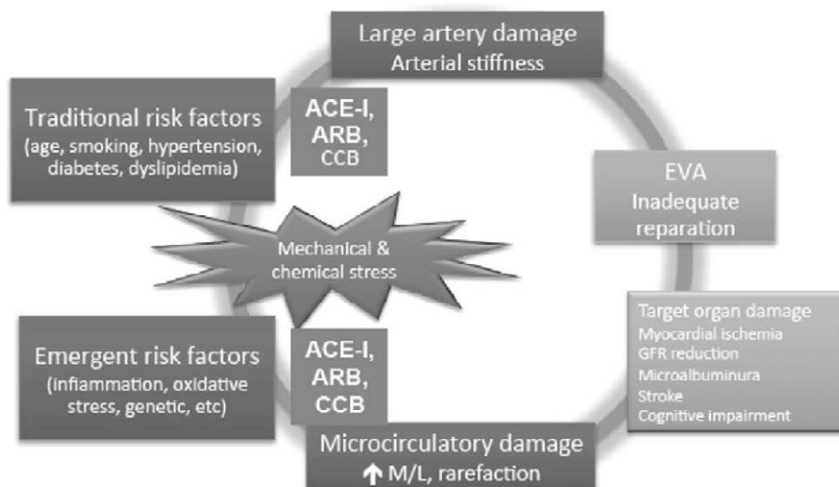 Large artery damage
Arterial stiffness
Traditional risk factors
(age, smoking, hypertension,
diabetes, dyslipidemia)
ACE-I,
ARB,
CCB
EVA
Inadequate
reparation
Mechanical &
chemical stress
Target organ damage
Myocardial ischemia
GFR reduction
Microalbuminura
Stroke
Cognitive impairment
Emergent risk factors
(infiammation, oxidative
stress, genetic, etc)
ACE-I,
ARB,
CCB
Microcirculatory damage
↑ M/L, rarefaction